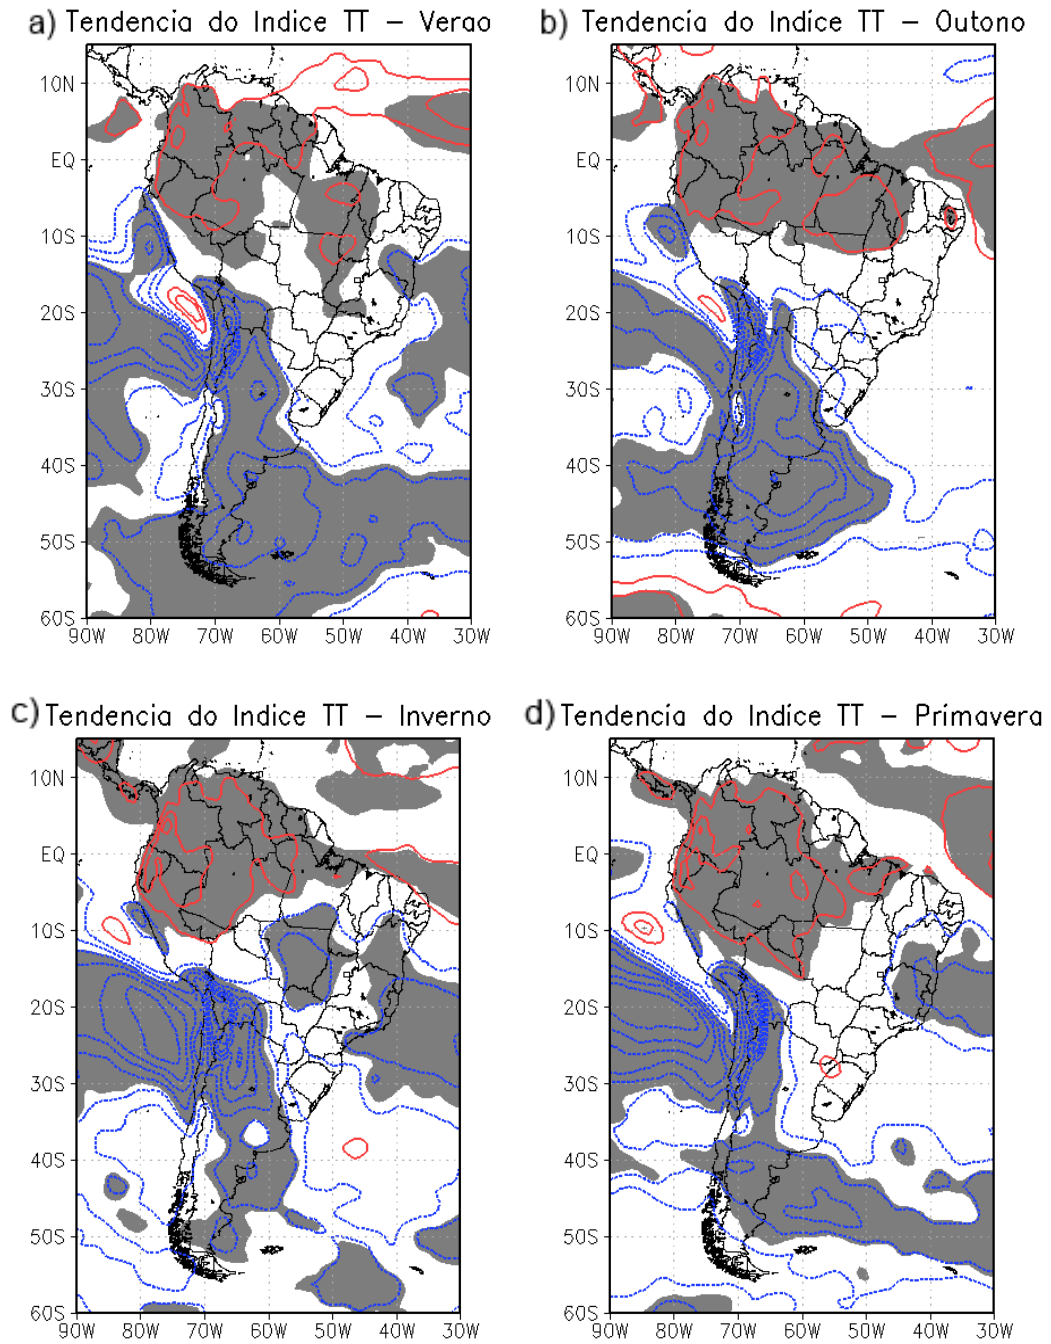 a) Tendencia do Indice TT – Verao
10N
EQ
10S
20S
30S
40S
50S
60S
90W 80W 70W 60W 50W 40W 30W
b) Tendencia do Indice TT – Outono
10N
EQ
10S
20S
30S
40S
50S
60S
90W 80W 70W 60W 50W 40W 30W
c) Tendencia do Indice TT – Inverno
10N
EQ
10S
20S
30S
40S
50S
60S
90W 80W 70W 60W 50W 40W 30W
d) Tendencia do Indice TT – Primavera
10N
EQ
10S
20S
30S
40S
50S
60S
90W 80W 70W 60W 50W 40W 30W